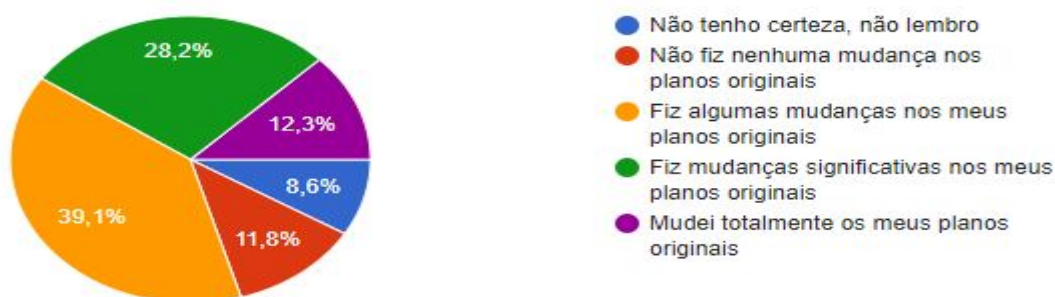 28,2%
12,3%
8,6%
11,8%
39,1%
Não tenho certeza, não lembro
Não fiz nenhuma mudança nos
planos originais
Fiz algumas mudanças nos meus
planos originais
Fiz mudanças significativas nos meus
planos originais
Mudei totalmente os meus planos
originais